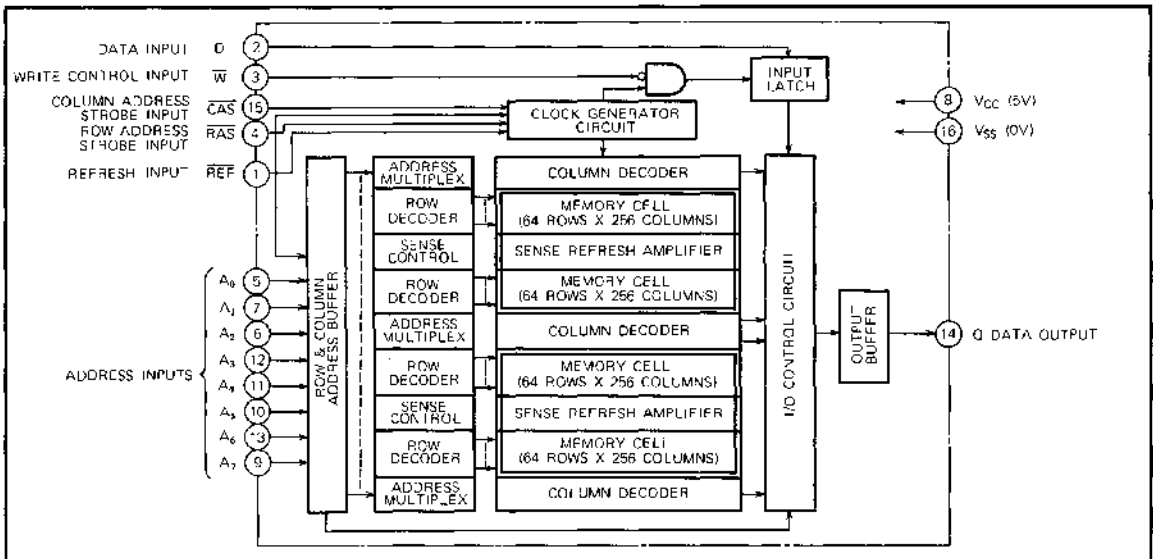 DATA INPUT D 2
WRITE CONTROL INPUT W 3
COLUMN ADDRESS
STROBE INPUT CAS 15
ROW ADDRESS
STROBE INPUT RAS 4
REFRESH INPUT REF 1
ADDRESS INPUTS
A0 5
A1 7
A2 6
A3 12
A4 11
A5 10
A6 13
A7 9
ROW & COLUMN
ADDRESS BUFFER
CLOCK GENERATOR
CIRCUIT
INPUT
LATCH
8 VCC (5V)
16 VSS (0V)
ADDRESS
MULTIPLEX
ROW
DECODER
SENSE
CONTROL
ROW
DECODER
ADDRESS
MULTIPLEX
ROW
DECODER
SENSE
CONTROL
ROW
DECODER
ADDRESS
MULTIPLEX
COLUMN DECODER
MEMORY CELL
(64 ROWS X 256 COLUMNS)
SENSE REFRESH AMPLIFIER
MEMORY CELL
(64 ROWS X 256 COLUMNS)
COLUMN DECODER
MEMORY CELL
(64 ROWS X 256 COLUMNS)
SENSE REFRESH AMPLIFIER
MEMORY CELL
(64 ROWS X 256 COLUMNS)
COLUMN DECODER
I/O CONTROL CIRCUIT
OUTPUT
BUFFER
14 Q DATA OUTPUT